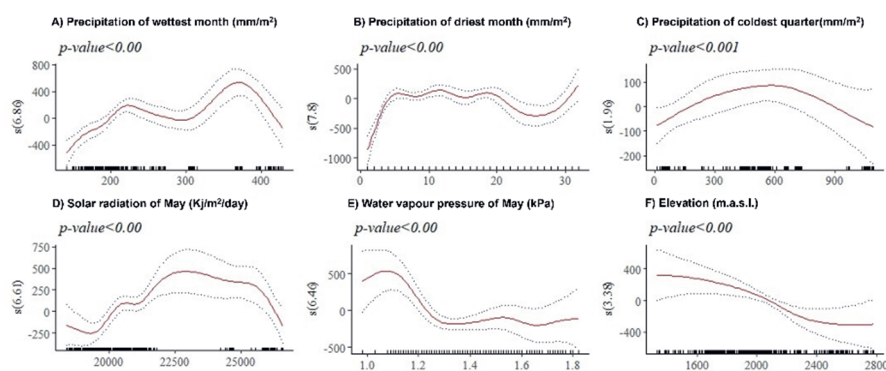 A) Precipitation of wettest month (mm/m²)
p-value<0.00
s(6.86)
800
400
0
-400
200
300
400
B) Precipitation of driest month (mm/m²)
p-value<0.00
s(7.8)
500
0
-500
-1000
0
10
20
30
C) Precipitation of coldest quarter(mm/m²)
p-value<0.001
s(1.96)
100
0
-100
-200
0
300
600
900
D) Solar radiation of May (Kj/m²/day)
p-value<0.00
s(6.61)
750
500
250
0
-250
20000
22500
25000
E) Water vapour pressure of May (kPa)
p-value<0.00
s(6.46)
500
0
-500
1.0
1.2
1.4
1.6
1.8
F) Elevation (m.a.s.l.)
p-value<0.00
s(3.38)
400
0
-400
1600
2000
2400
2800